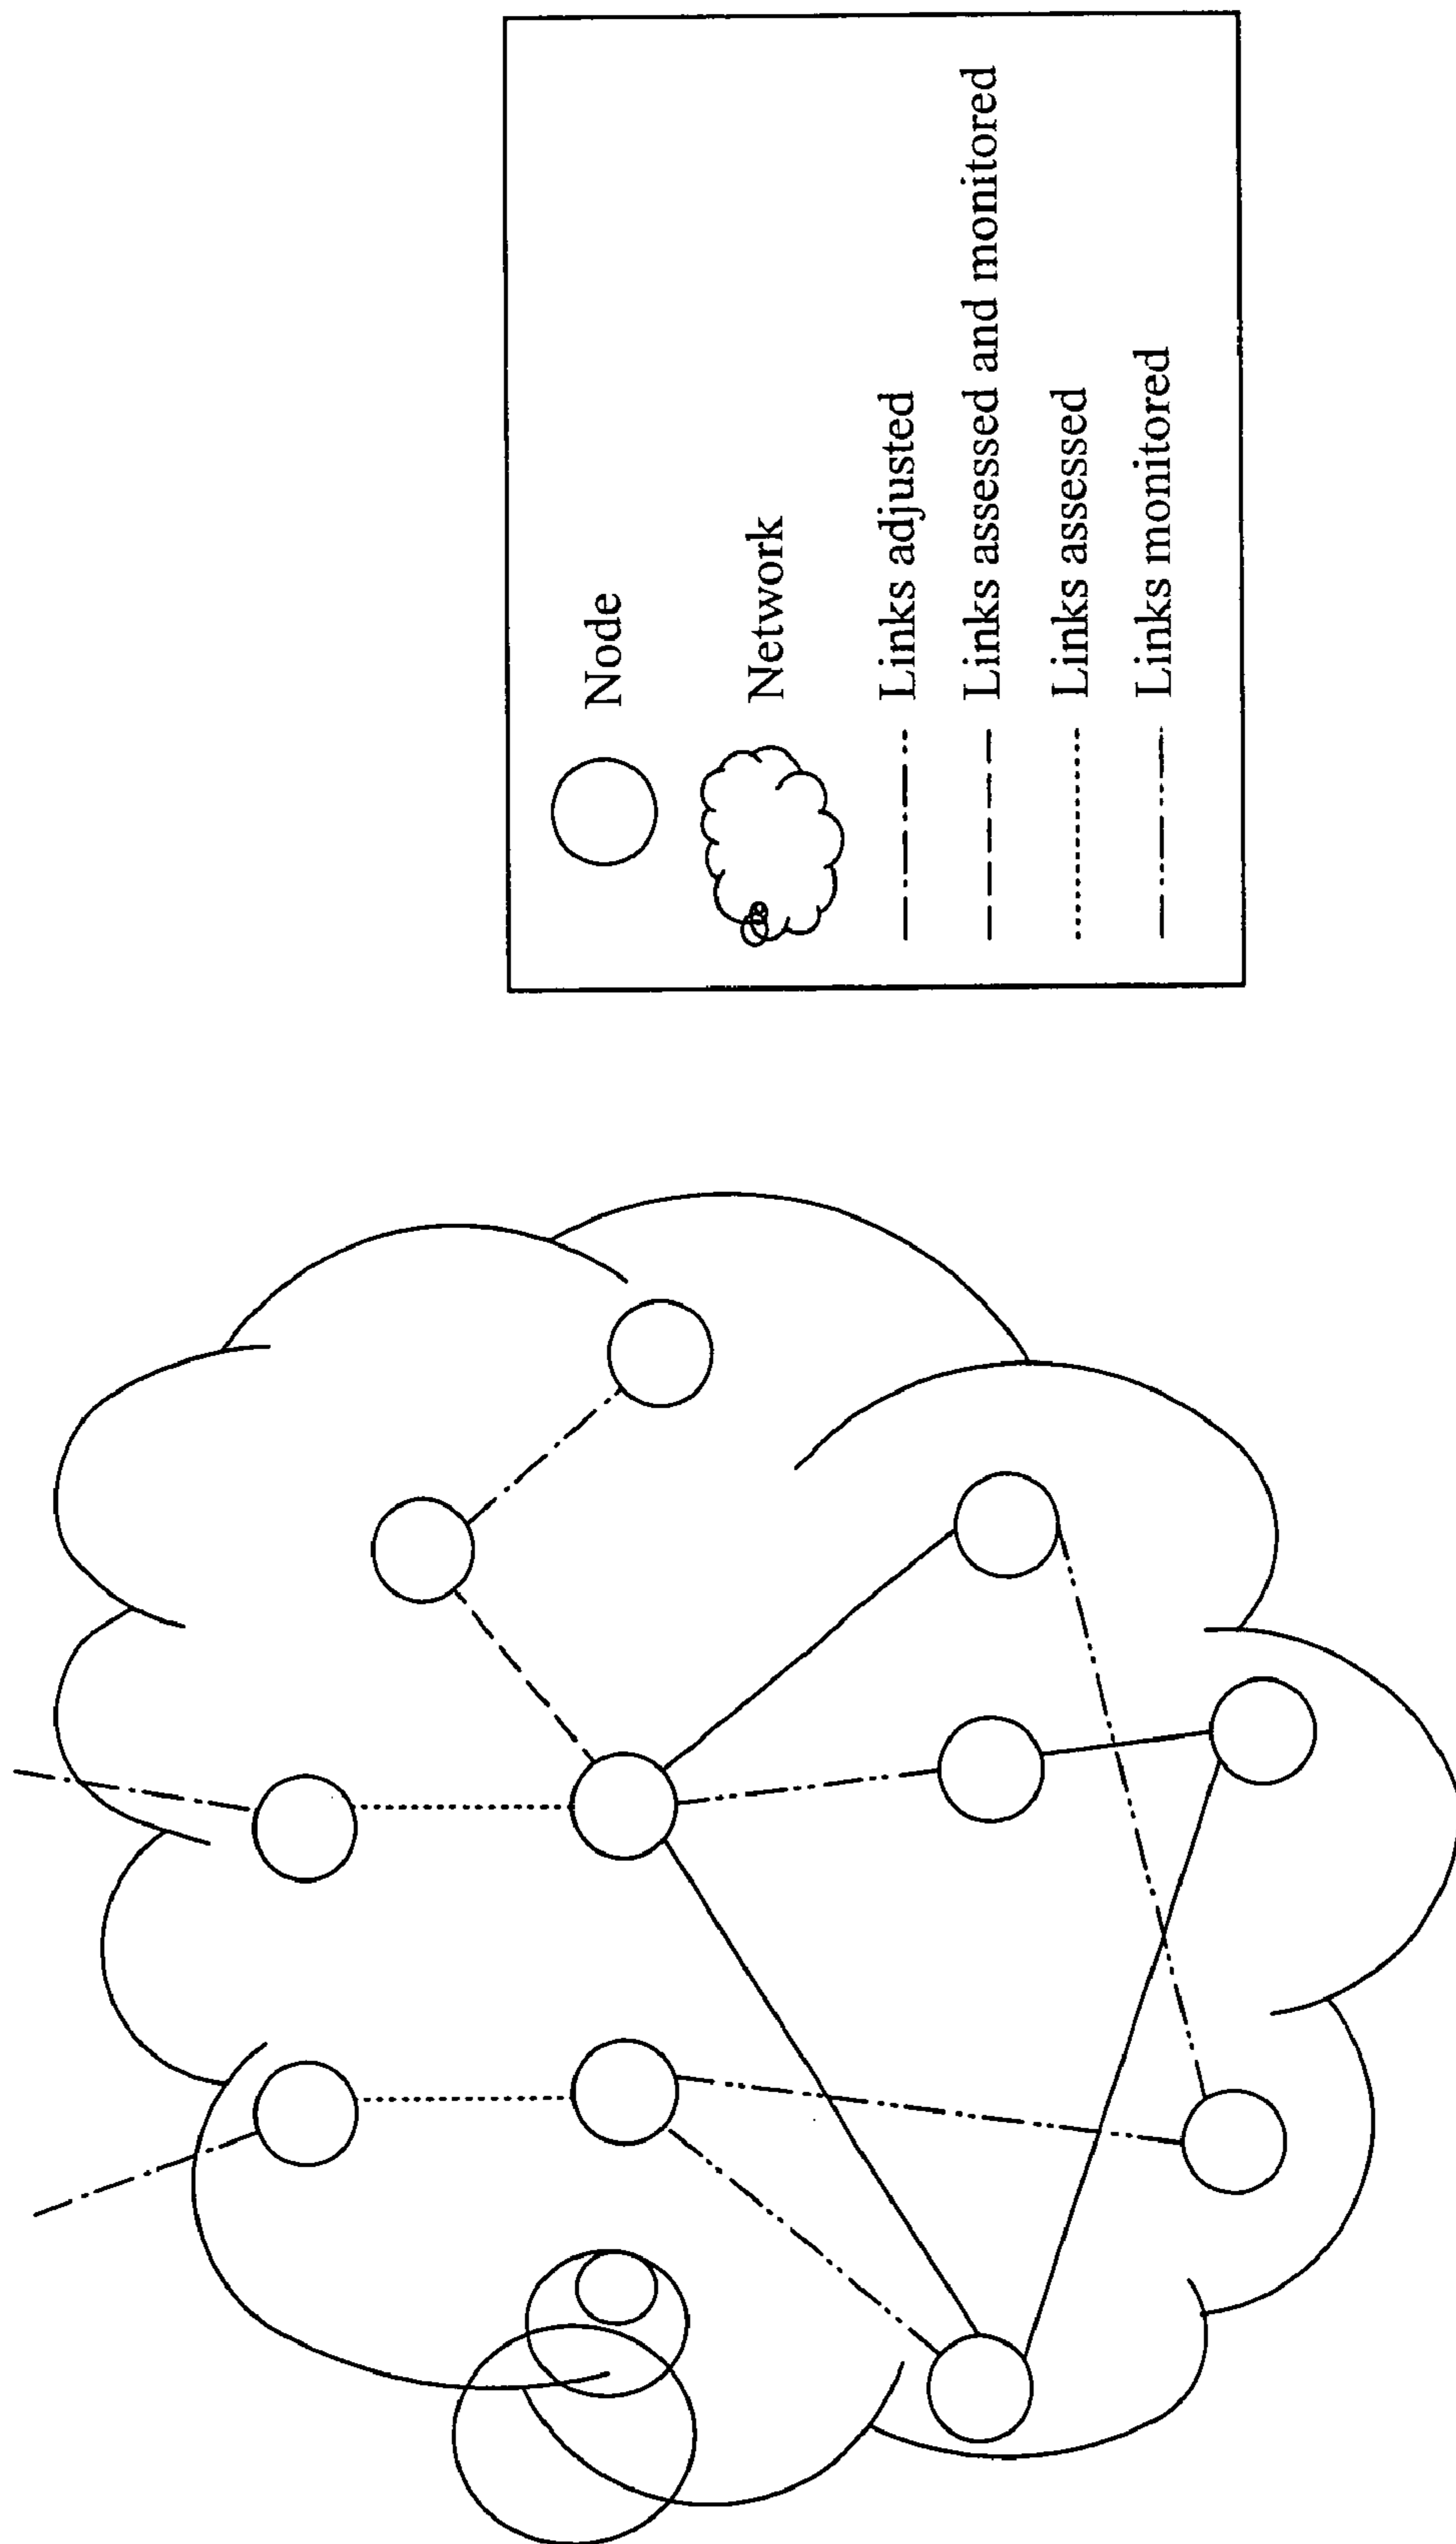 Node
Network
Links adjusted
Links assessed and monitored
Links assessed
Links monitored